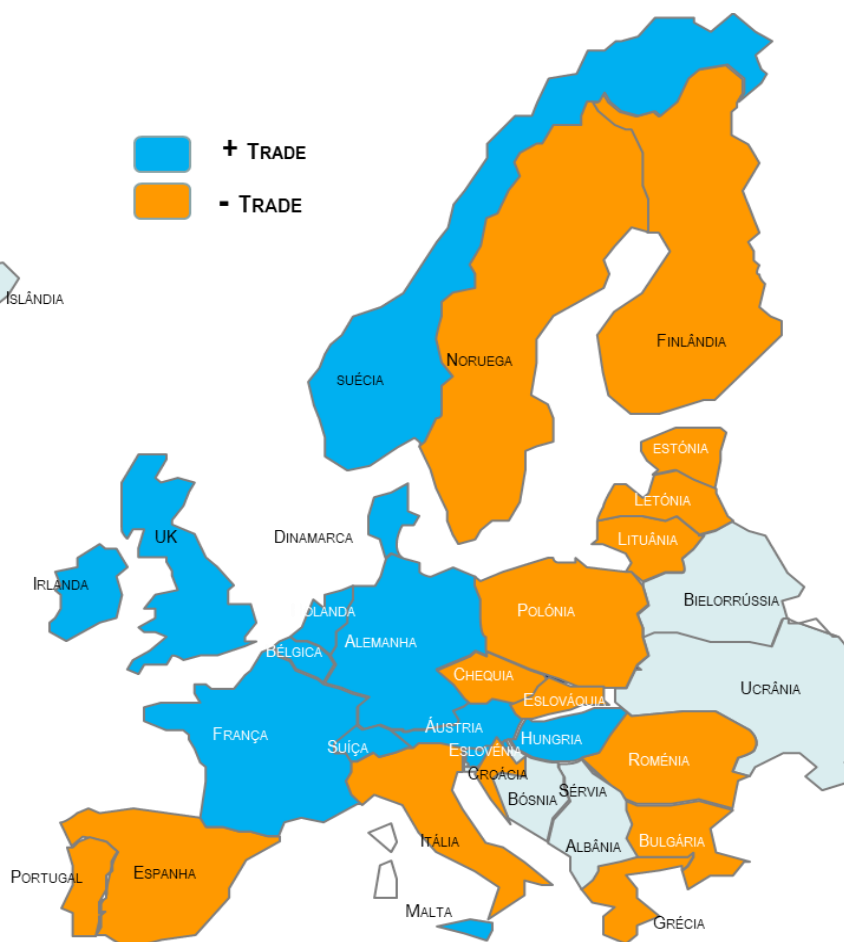 + TRADE
- TRADE
ISLÂNDIA
FINLÂNDIA
NORUEGA
SUÉCIA
ESTÓNIA
LETÓNIA
DINAMARCA
UK
LITUÂNIA
IRLANDA
BIELORRÚSSIA
POLÓNIA
OLANDA
ALEMANHA
BÉLGICA
CHEQUIA
UCRÂNIA
ESLOVÁQUIA
ÁUSTRIA
FRANÇA
HUNGRIA
SUÍÇA
ESLOVÉNIA
ROMÉNIA
CROÁCIA
SÉRVIA
BÓSNIA
ITÁLIA
BULGÁRIA
ALBÂNIA
ESPANHA
PORTUGAL
MALTA
GRÉCIA